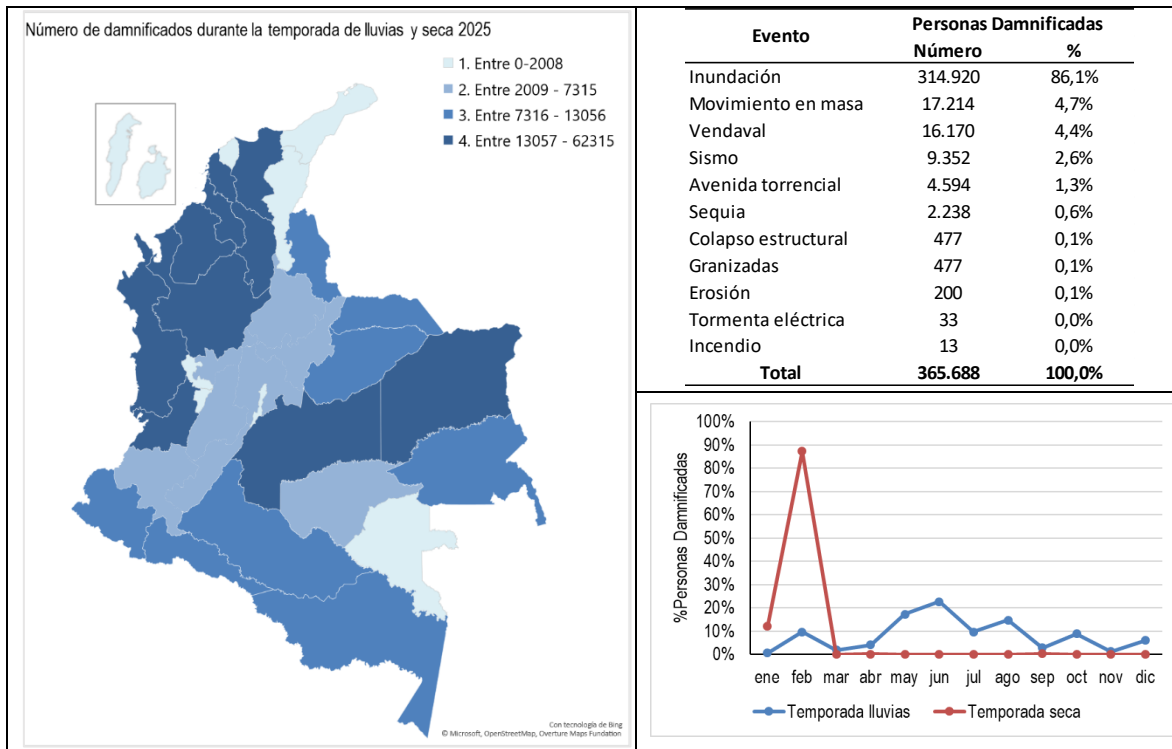 Número de damnificados durante la temporada de lluvias y seca 2025
1. Entre 0-2008
2. Entre 2009 - 7315
3. Entre 7316 - 13056
4. Entre 13057 - 62315
Con tecnología de Bing
© Microsoft, OpenStreetMap, Overture Maps Fundation
Evento Personas Damnificadas
Número %
Inundación 314.920 86,1%
Movimiento en masa 17.214 4,7%
Vendaval 16.170 4,4%
Sismo 9.352 2,6%
Avenida torrencial 4.594 1,3%
Sequia 2.238 0,6%
Colapso estructural 477 0,1%
Granizadas 477 0,1%
Erosión 200 0,1%
Tormenta eléctrica 33 0,0%
Incendio 13 0,0%
Total 365.688 100,0%
%Personas Damnificadas
100%
90%
80%
70%
60%
50%
40%
30%
20%
10%
0%
ene feb mar abr may jun jul ago sep oct nov dic
Temporada lluvias Temporada seca